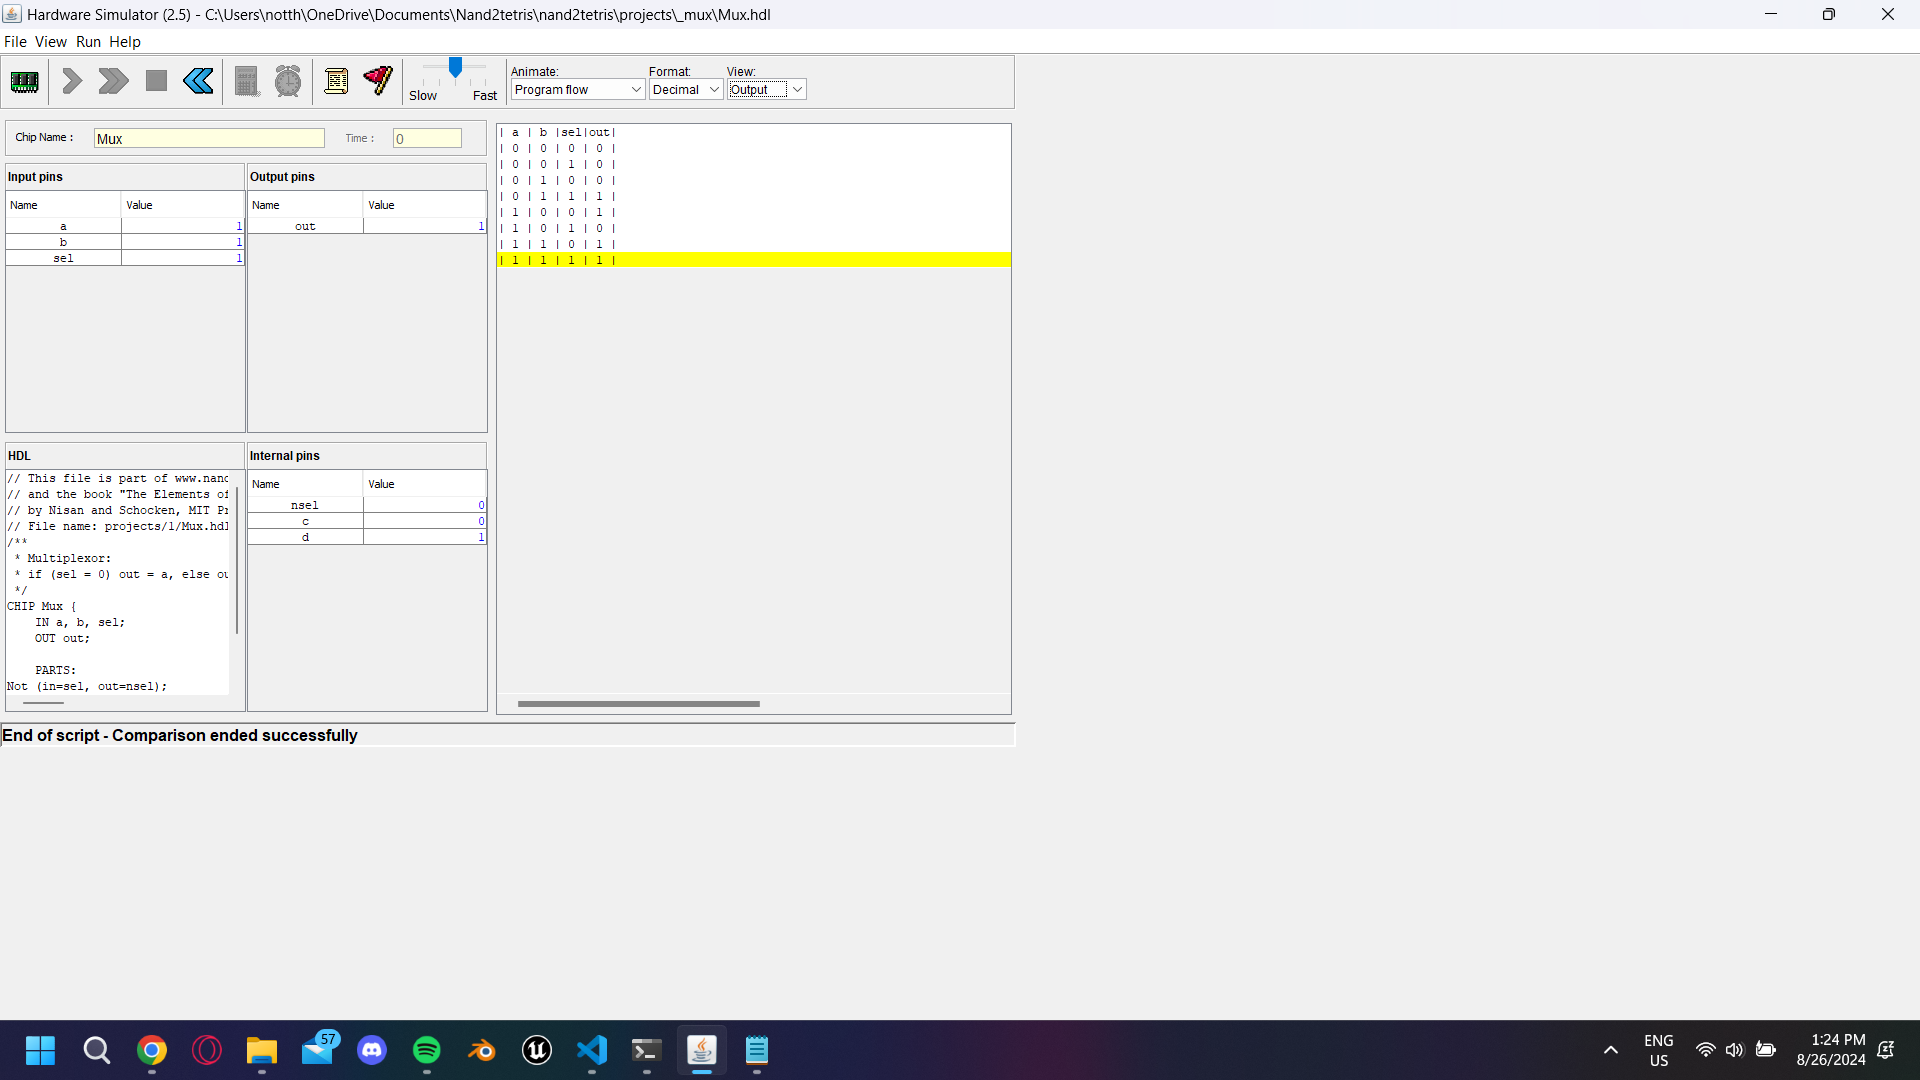 Hardware Simulator (2.5) - C:\Users\notth\OneDrive\Documents\Nand2tetris\nand2tetris\projects\_mux\Mux.hdl
File View Run Help
Slow Fast
Animate: Format: View:
Program flow Decimal Output
Chip Name : Mux Time : 0
Input pins
Name Value
a 1
b 1
sel 1
Output pins
Name Value
out 1
| a | b |sel|out|
| 0 | 0 | 0 | 0 |
| 0 | 0 | 1 | 0 |
| 0 | 1 | 0 | 0 |
| 0 | 1 | 1 | 1 |
| 1 | 0 | 0 | 1 |
| 1 | 0 | 1 | 0 |
| 1 | 1 | 0 | 1 |
| 1 | 1 | 1 | 1 |
HDL
// This file is part of www.nand
// and the book "The Elements of
// by Nisan and Schocken, MIT Pr
// File name: projects/1/Mux.hdl
/**
* Multiplexor:
* if (sel = 0) out = a, else ou
*/
CHIP Mux {
IN a, b, sel;
OUT out;
PARTS:
Not (in=sel, out=nsel);
Internal pins
Name Value
nsel 0
c 0
d 1
End of script - Comparison ended successfully
57
ENG
US
1:24 PM
8/26/2024